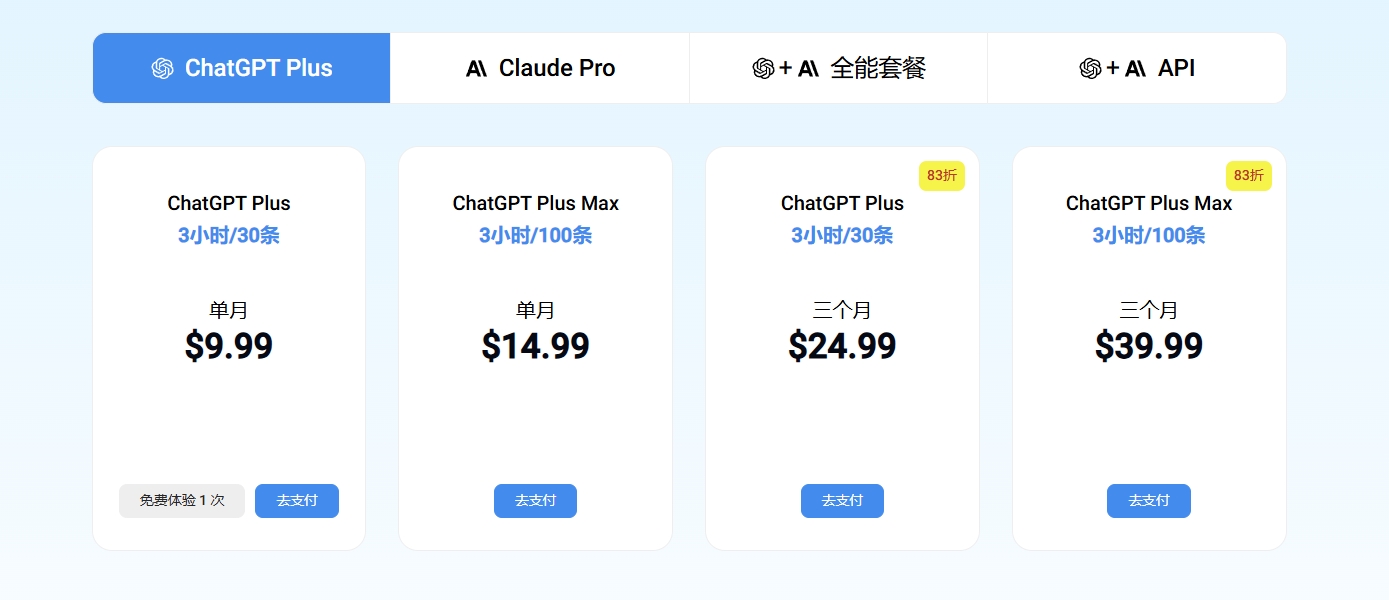 ChatGPT Plus
Claude Pro
+ 全能套餐
+ API
ChatGPT Plus
3小时/30条
单月
$9.99
免费体验 1 次
去支付
ChatGPT Plus Max
3小时/100条
单月
$14.99
去支付
83折
ChatGPT Plus
3小时/30条
三个月
$24.99
去支付
83折
ChatGPT Plus Max
3小时/100条
三个月
$39.99
去支付